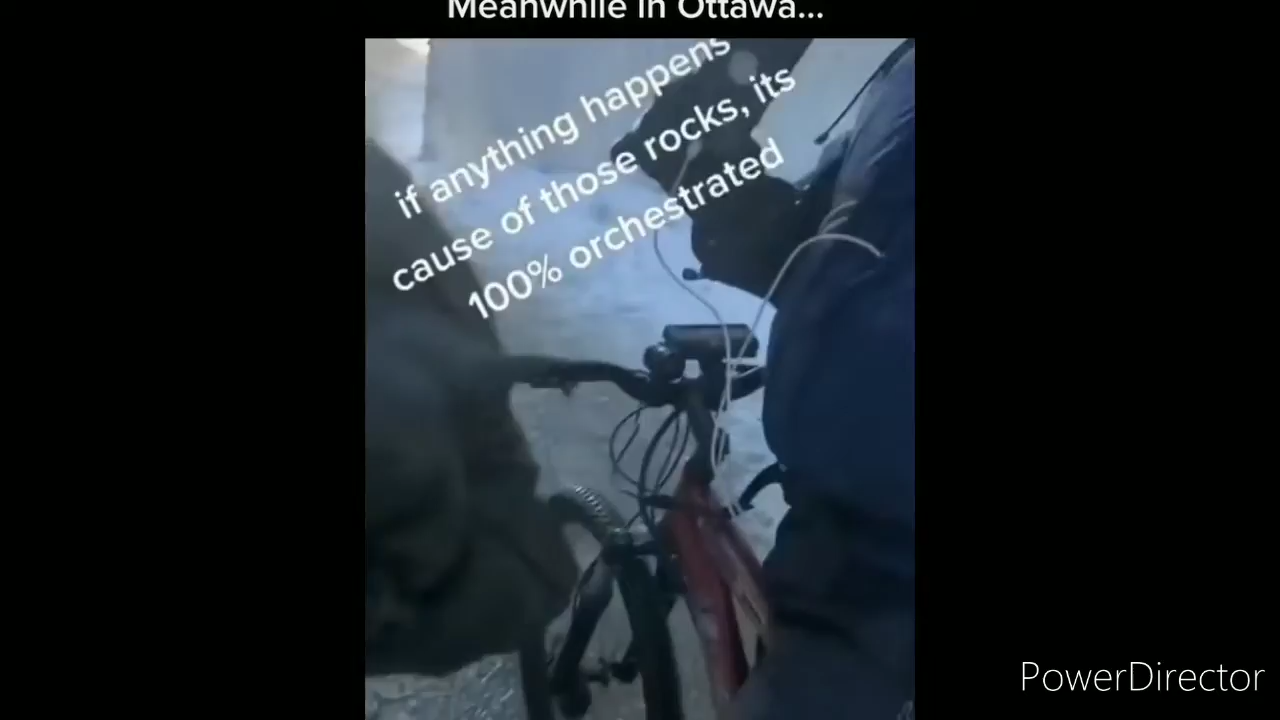 Meanwhile in Ottawa...
if anything happens
cause of those rocks, its
100% orchestrated
PowerDirector